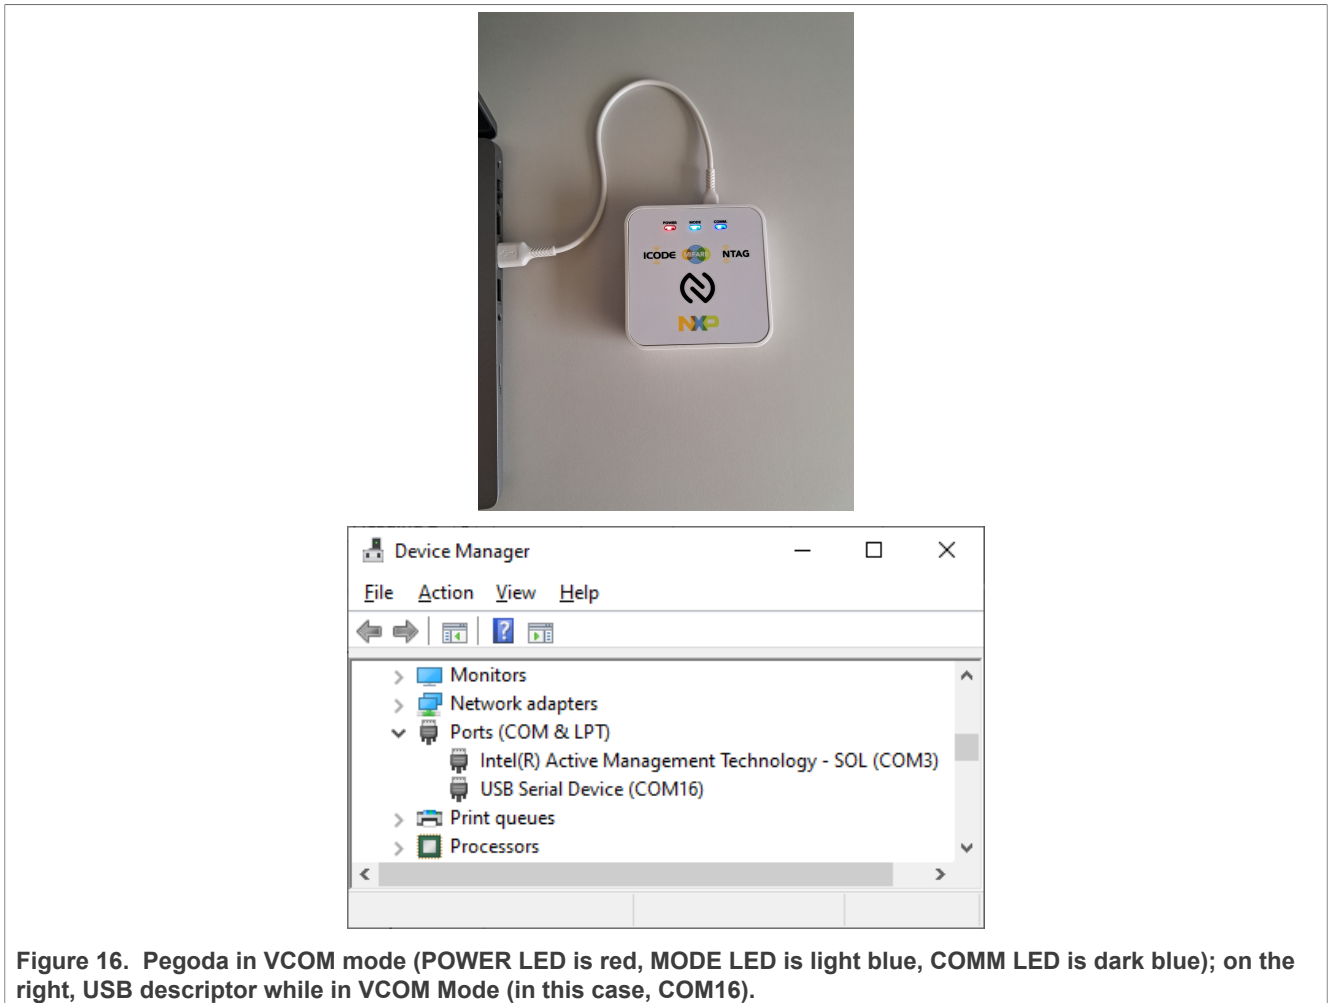 POWER MODE COMM
ICODE MIFARE NTAG
NXP
Device Manager
File Action View Help
Monitors
Network adapters
Ports (COM & LPT)
Intel(R) Active Management Technology - SOL (COM3)
USB Serial Device (COM16)
Print queues
Processors
Figure 16. Pegoda in VCOM mode (POWER LED is red, MODE LED is light blue, COMM LED is dark blue); on the
right, USB descriptor while in VCOM Mode (in this case, COM16).